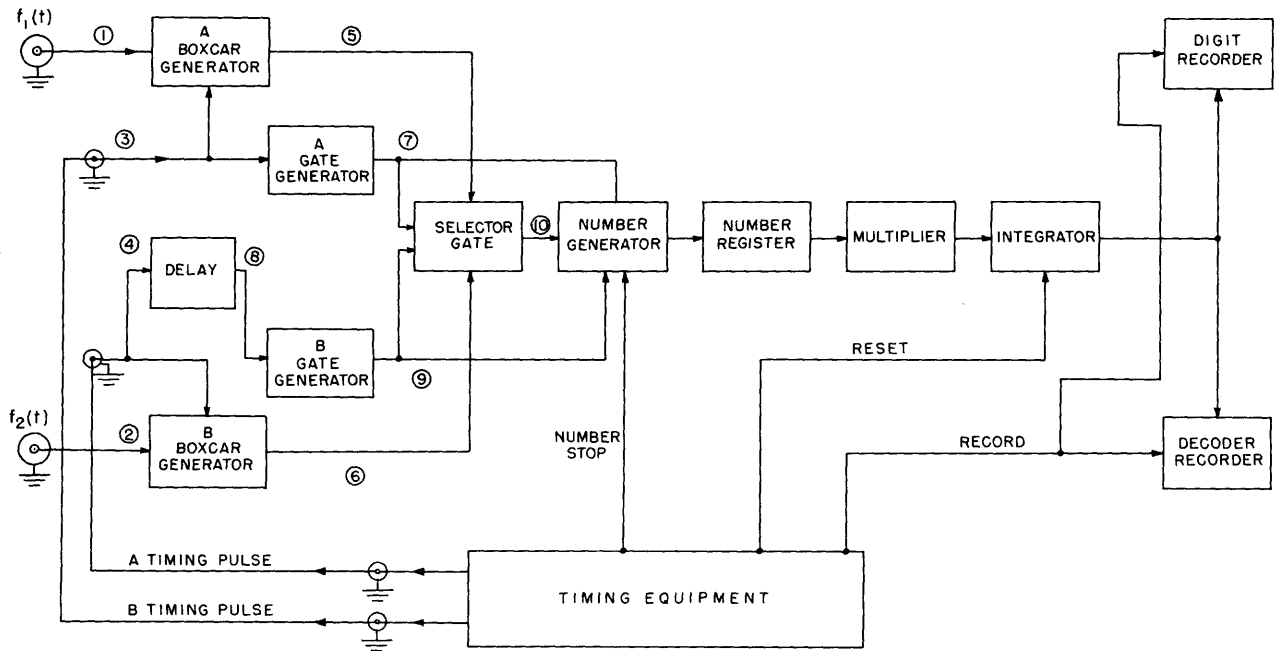 f₁(t)
①
A
BOXCAR
GENERATOR
⑤
DIGIT
RECORDER
③
A
GATE
GENERATOR
⑦
SELECTOR
GATE
⑩
NUMBER
GENERATOR
NUMBER
REGISTER
MULTIPLIER
INTEGRATOR
④
DELAY
⑧
B
GATE
GENERATOR
⑨
RESET
f₂(t)
②
B
BOXCAR
GENERATOR
⑥
NUMBER
STOP
RECORD
DECODER
RECORDER
A TIMING PULSE
B TIMING PULSE
TIMING EQUIPMENT